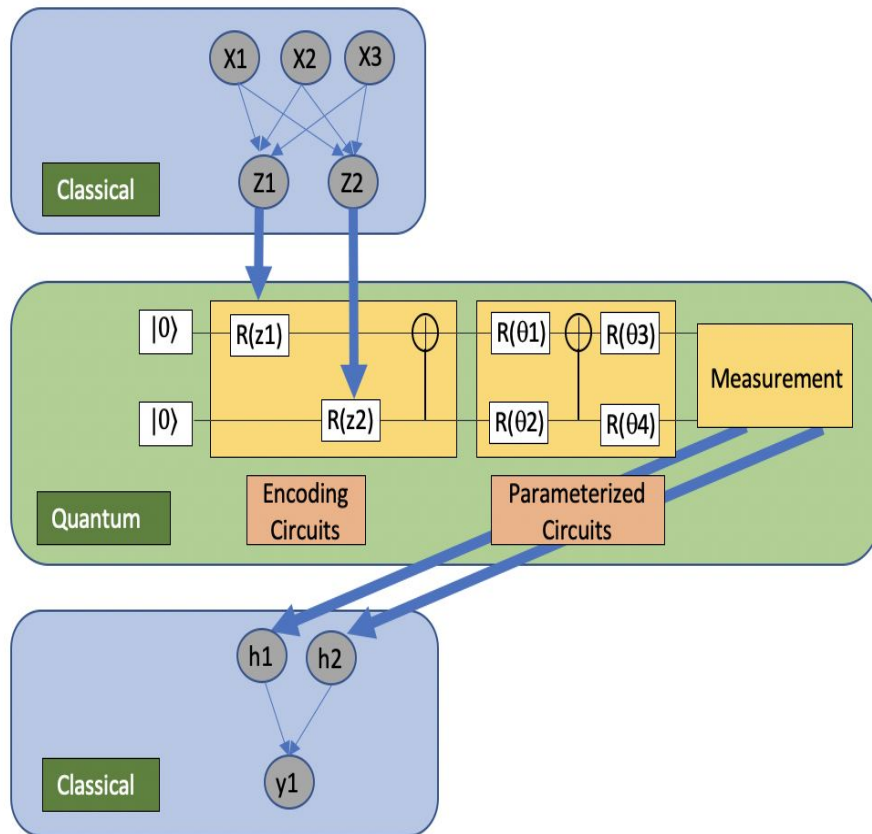 X1 X2 X3
Z1 Z2
Classical
|0⟩ R(z1) R(θ1) R(θ3)
Measurement
|0⟩ R(z2) R(θ2) R(θ4)
Encoding
Circuits
Parameterized
Circuits
Quantum
h1 h2
Classical
y1